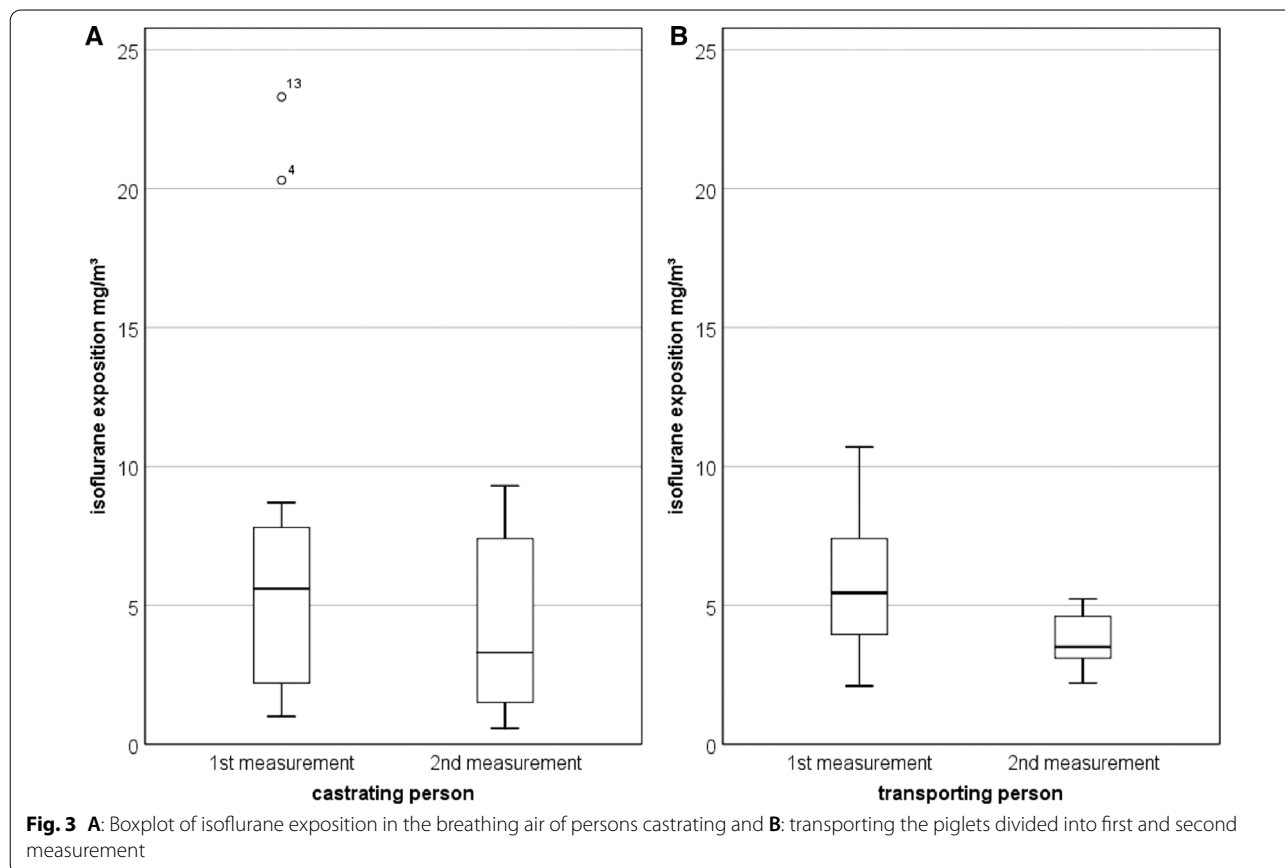 A
B
25
20
15
10
5
0
isoflurane exposition mg/m³
13
4
1st measurement 2nd measurement
castrating person
25
20
15
10
5
0
isoflurane exposition mg/m³
1st measurement 2nd measurement
transporting person
Fig. 3 A: Boxplot of isoflurane exposition in the breathing air of persons castrating and B: transporting the piglets divided into first and second
measurement